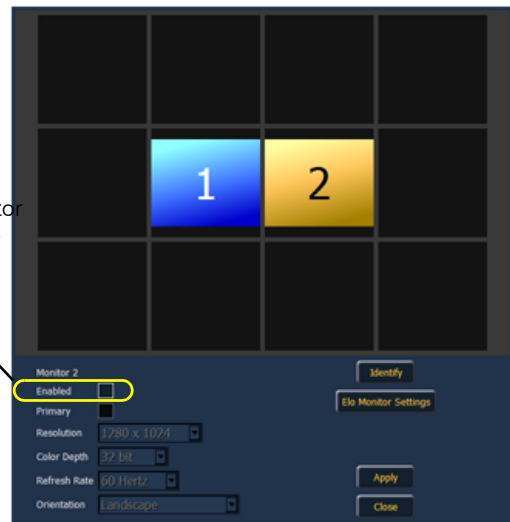 1 2
tor
Monitor 2
Identify
Enabled
Elo Monitor Settings
Primary
Resolution 1280 x 1024
Color Depth 32 bit
Refresh Rate 60 Hertz
Apply
Orientation Landscape
Close